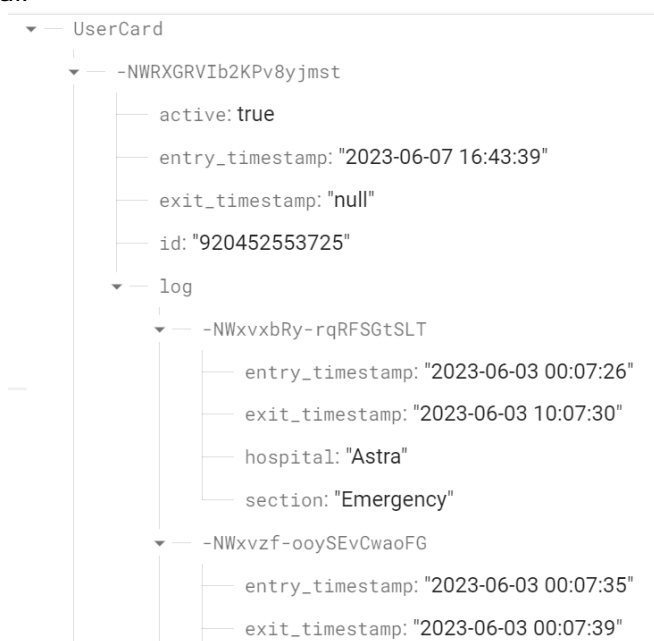 UserCard
-NWRXGRVIb2KPv8yjmst
active: true
entry_timestamp: "2023-06-07 16:43:39"
exit_timestamp: "null"
id: "920452553725"
log
-NWxvxbRy-rqRFSGtSLT
entry_timestamp: "2023-06-03 00:07:26"
exit_timestamp: "2023-06-03 10:07:30"
hospital: "Astra"
section: "Emergency"
-NWxvzf-ooySEvCwaoFG
entry_timestamp: "2023-06-03 00:07:35"
exit_timestamp: "2023-06-03 00:07:39"